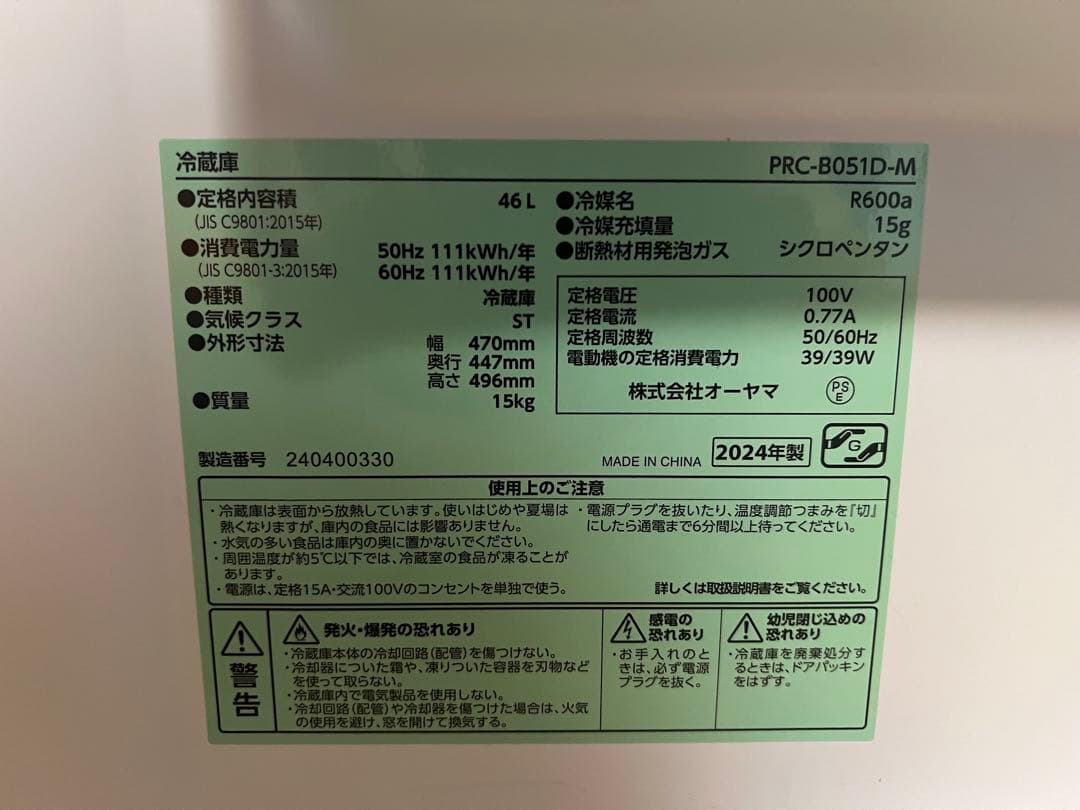 冷蔵庫 PRC-B051D-M
●定格内容積 46L
(JIS C9801:2015年)
●消費電力量 50Hz 111kWh/年
(JIS C9801-3:2015年) 60Hz 111kWh/年
●種類 冷蔵庫
●気候クラス ST
●外形寸法 幅 470mm
奥行 447mm
高さ 496mm
●質量 15kg
●冷媒名 R600a
●冷媒充填量 15g
●断熱材用発泡ガス シクロペンタン
定格電圧 100V
定格電流 0.77A
定格周波数 50/60Hz
電動機の定格消費電力 39/39W
株式会社オーヤマ PSE
製造番号 240400330
MADE IN CHINA 2024年製 G
使用上のご注意
・冷蔵庫は表面から放熱しています。使いはじめや夏場は
熱くなりますが、庫内の食品には影響ありません。
・水気の多い食品は庫内の奥に置かないでください。
・周囲温度が約5℃以下では、冷蔵室の食品が凍ることが
あります。
・電源は、定格15A・交流100Vのコンセントを単独で使う。
・電源プラグを抜いたり、温度調節つまみを『切』
にしたら通電まで6分間以上待ってください。
詳しくは取扱説明書をご覧ください。
警告
発火・爆発の恐れあり
・冷蔵庫本体の冷却回路(配管)を傷つけない。
・冷却器についた霜や、凍りついた容器を刃物など
を使って取らない。
・冷蔵庫内で電気製品を使用しない。
・冷却回路(配管)や冷却器を傷つけた場合は、火気
の使用を避け、窓を開けて換気する。
感電の
恐れあり
・お手入れのと
きは、必ず電源
プラグを抜く。
幼児閉じ込めの
恐れあり
・冷蔵庫を廃棄処分す
るときは、ドアパッキン
をはずす。